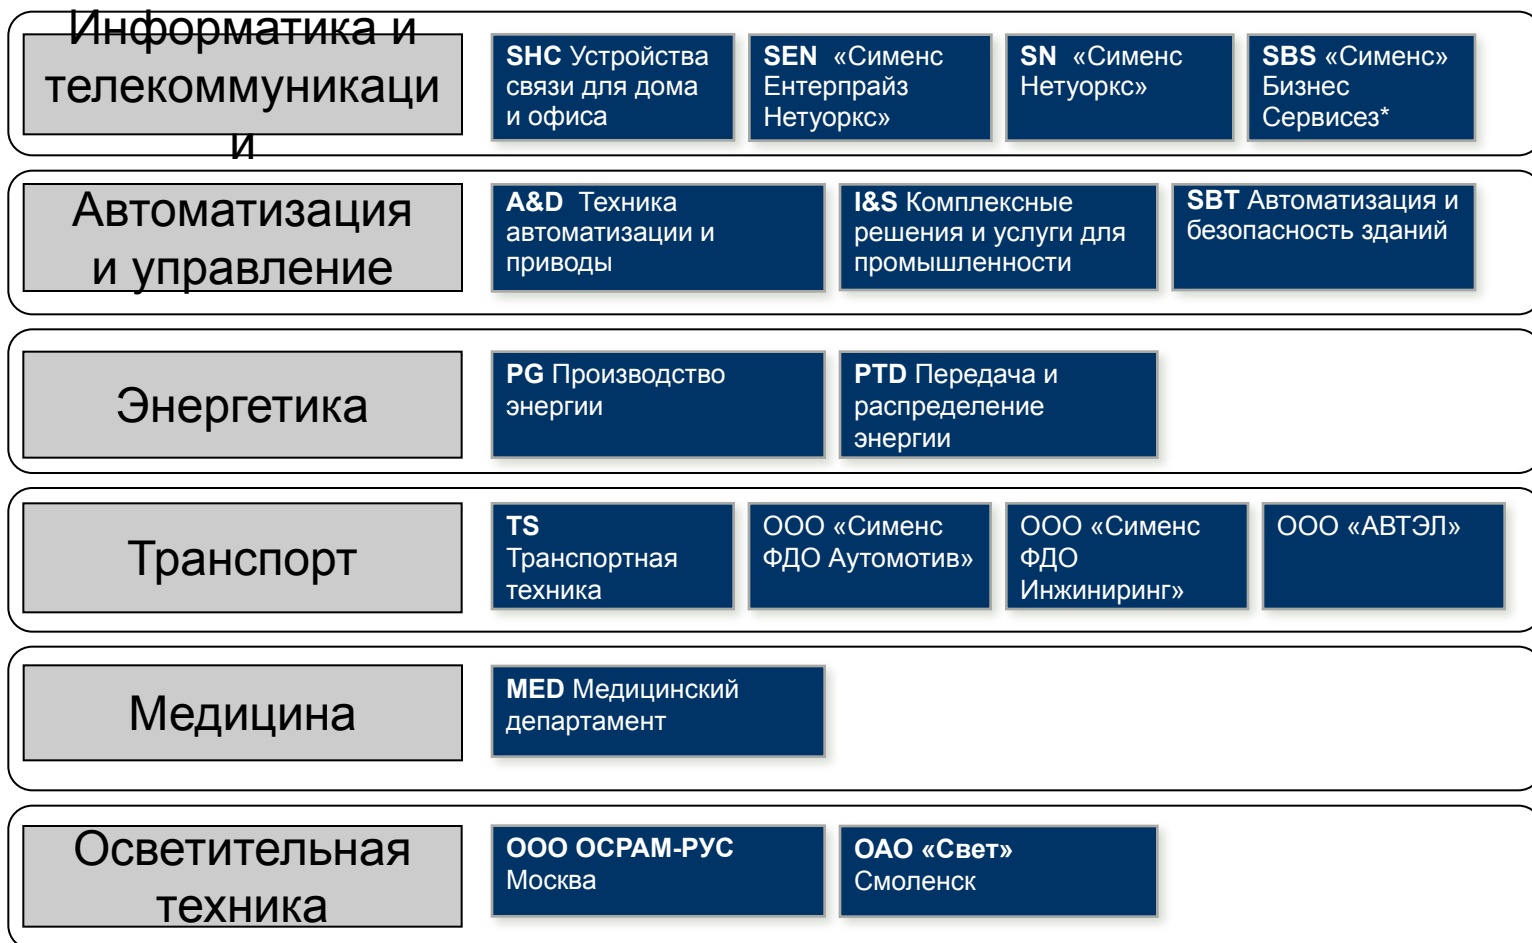 Информатика и
телекоммуникаци
и
SHC Устройства
связи для дома
и офиса
SEN «Сименс
Ентерпрайз
Нетуоркс»
SN «Сименс
Нетуоркс»
SBS «Сименс»
Бизнес
Сервисез*
Автоматизация
и управление
A&D Техника
автоматизации и
приводы
I&S Комплексные
решения и услуги для
промышленности
SBT Автоматизация и
безопасность зданий
Энергетика
PG Производство
энергии
PTD Передача и
распределение
энергии
Транспорт
TS
Транспортная
техника
ООО «Сименс
ФДО Аутомотив»
ООО «Сименс
ФДО
Инжиниринг»
ООО «АВТЭЛ»
Медицина
MED Медицинский
департамент
Осветительная
техника
ООО ОСРАМ-РУС
Москва
ОАО «Свет»
Смоленск